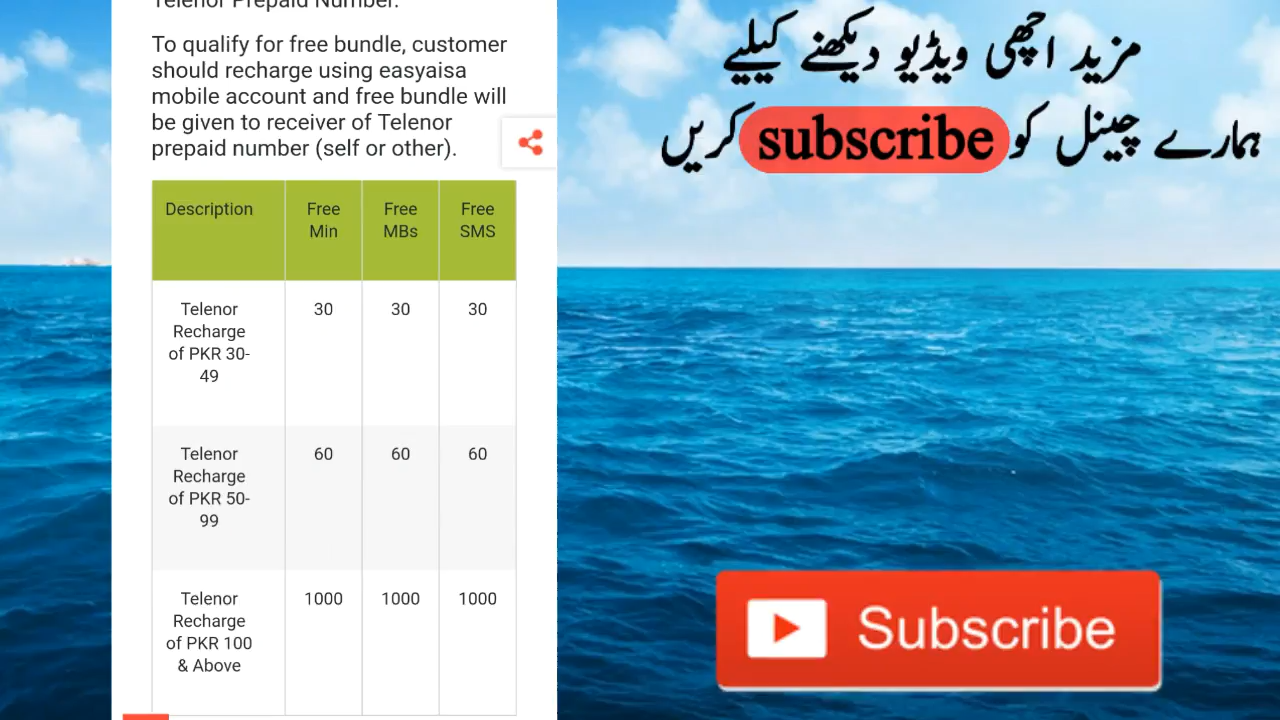 Telenor Prepaid Number.
To qualify for free bundle, customer
should recharge using easyaisa
mobile account and free bundle will
be given to receiver of Telenor
prepaid number (self or other).
Description
Free
Min
Free
MBs
Free
SMS
Telenor
Recharge
of PKR 30-
49
30
30
30
Telenor
Recharge
of PKR 50-
99
60
60
60
Telenor
Recharge
of PKR 100
& Above
1000
1000
1000
مزید اچھی ویڈیو دیکھنے کیلیے
ہمارے چینل کو subscribe کریں
Subscribe